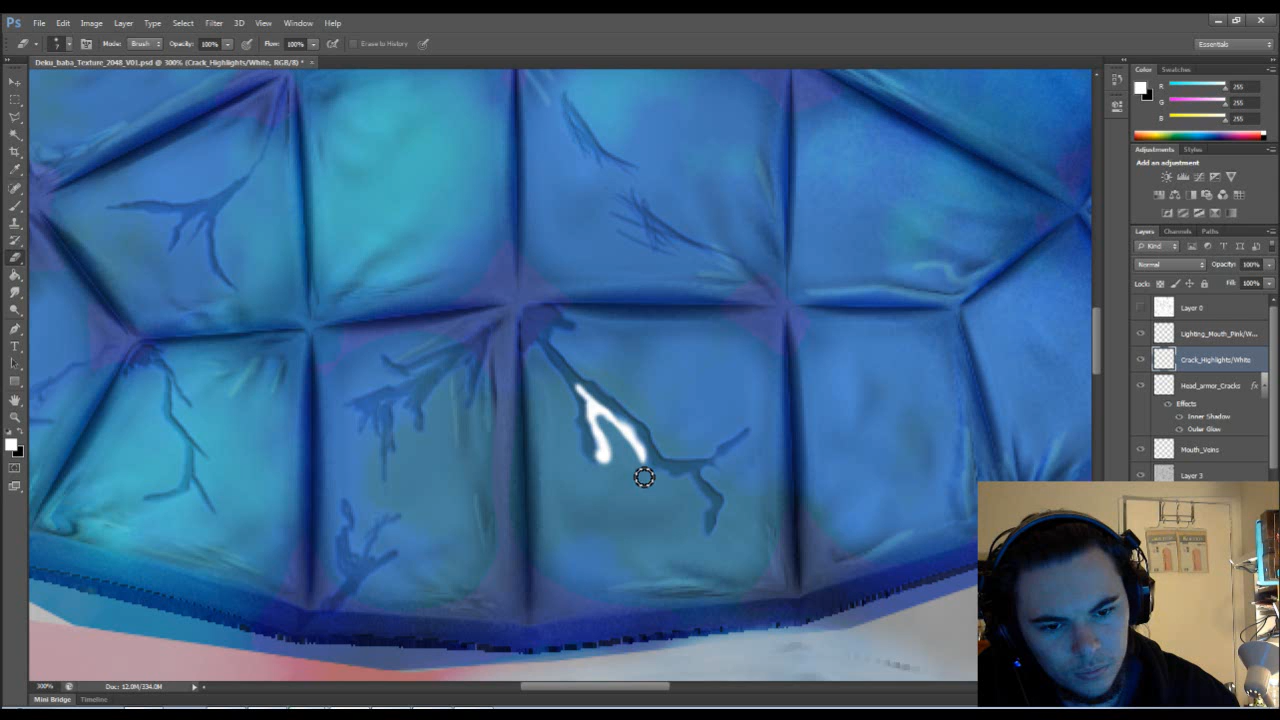 Ps File Edit Image Layer Type Select Filter 3D View Window Help
Mode: Brush Opacity: 100% Flow: 100% Erase to History Essentials
Deku_baba_Texture_2048_V01.psd @ 300% (Crack_Highlights/White, RGB/8) * ×
Color Swatches
R 255
G 255
B 255
Adjustments Styles
Add an adjustment
Layers Channels Paths
Kind
Normal Opacity: 100%
Lock: Fill: 100%
Layer 0
Lighting_Mouth_Pink/W...
Crack_Highlights/White
Head_armor_Cracks fx
Effects
Inner Shadow
Outer Glow
Mouth_Veins
Layer 3
300% Doc: 12.0M/334.0M
Mini Bridge Timeline